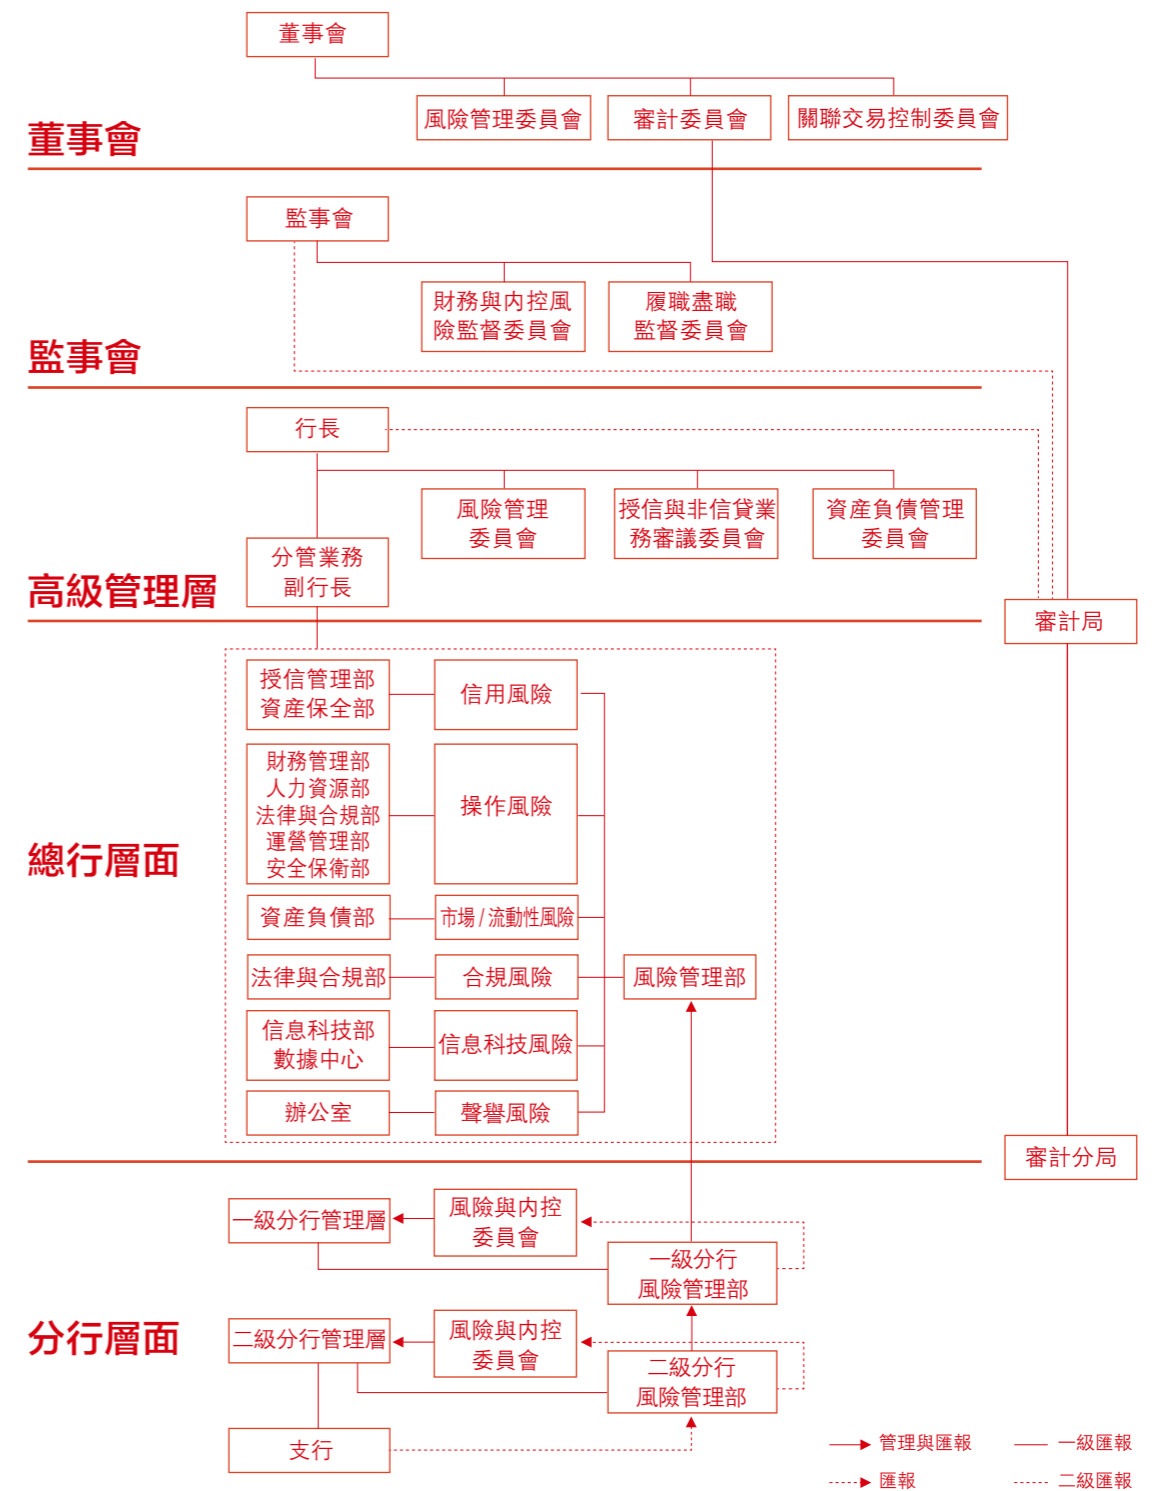 董事會
風險管理委員會
審計委員會
關聯交易控制委員會
董事會
監事會
財務與内控風
險監督委員會
履職盡職
監督委員會
監事會
行長
風險管理
委員會
授信與非信貸業
務審議委員會
資産負債管理
委員會
分管業務
副行長
高級管理層
審計局
授信管理部
資産保全部
信用風險
財務管理部
人力資源部
法律與合規部
運營管理部
安全保衛部
操作風險
總行層面
資産負債部
市場 / 流動性風險
法律與合規部
合規風險
風險管理部
信息科技部
數據中心
信息科技風險
辦公室
聲譽風險
審計分局
一級分行管理層
風險與内控
委員會
一級分行
風險管理部
分行層面
二級分行管理層
風險與内控
委員會
二級分行
風險管理部
支行
管理與匯報
一級匯報
匯報
二級匯報